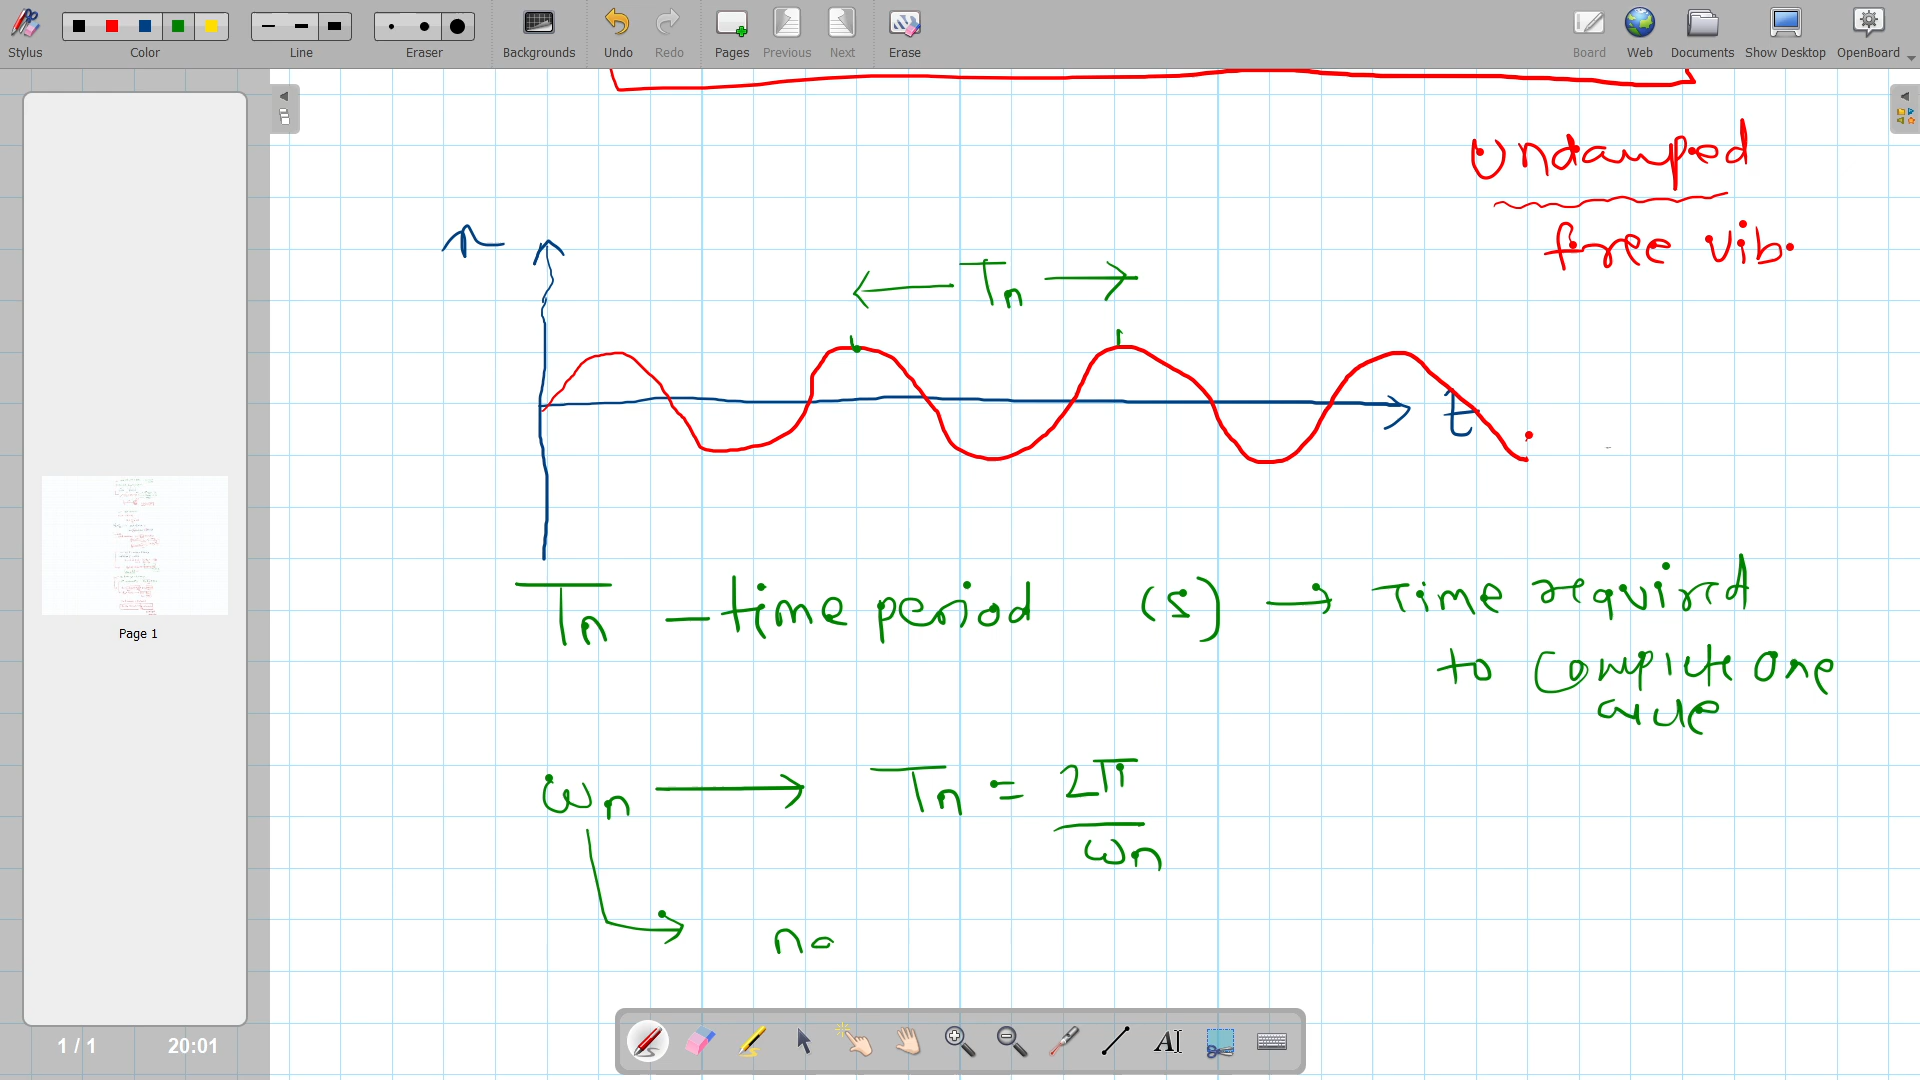 Stylus Color Line Eraser Backgrounds Undo Redo Pages Previous Next Erase Board Web Documents Show Desktop OpenBoard
Undamped
free vib.
x
← Tn →
t
Tn - time period (s) → Time required
to complete one
cycle
ωn → Tn = 2π
ωn
na
Page 1
1 / 1 20:01
AI